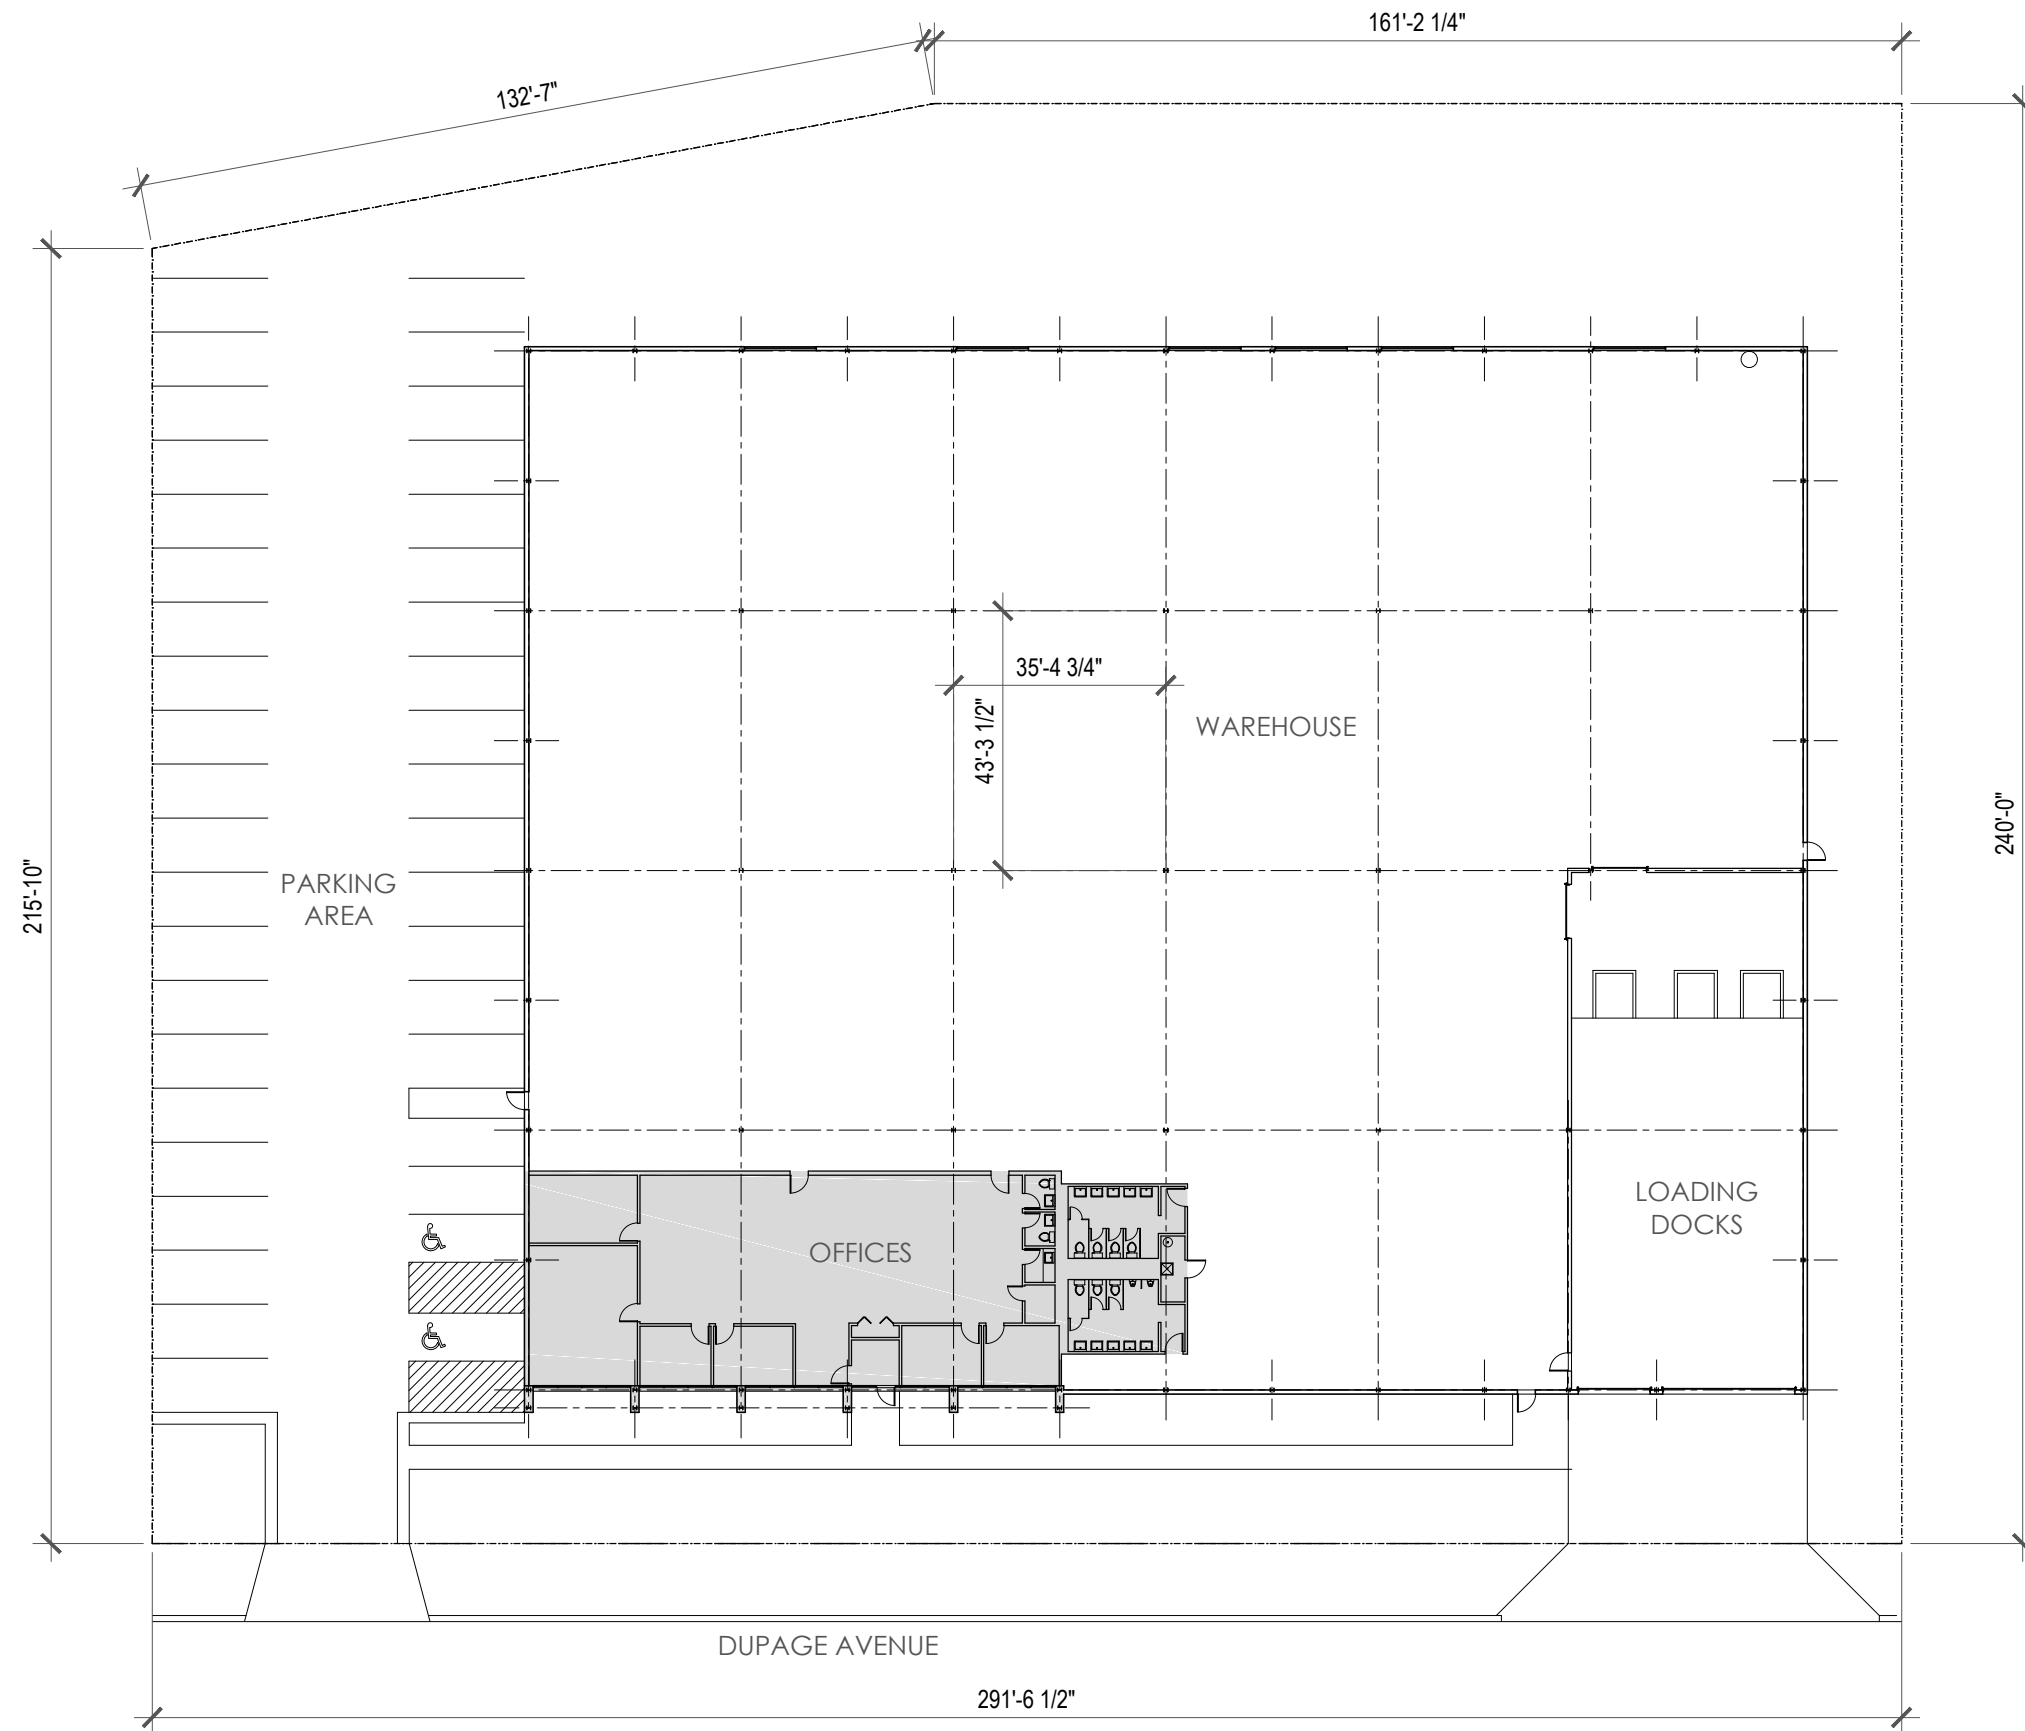 161'-2 1/4"
132'-7"
35'-4 3/4"
43'-3 1/2"
WAREHOUSE
240'-0"
215'-10"
PARKING
AREA
LOADING
DOCKS
OFFICES
DUPAGE AVENUE
291'-6 1/2"